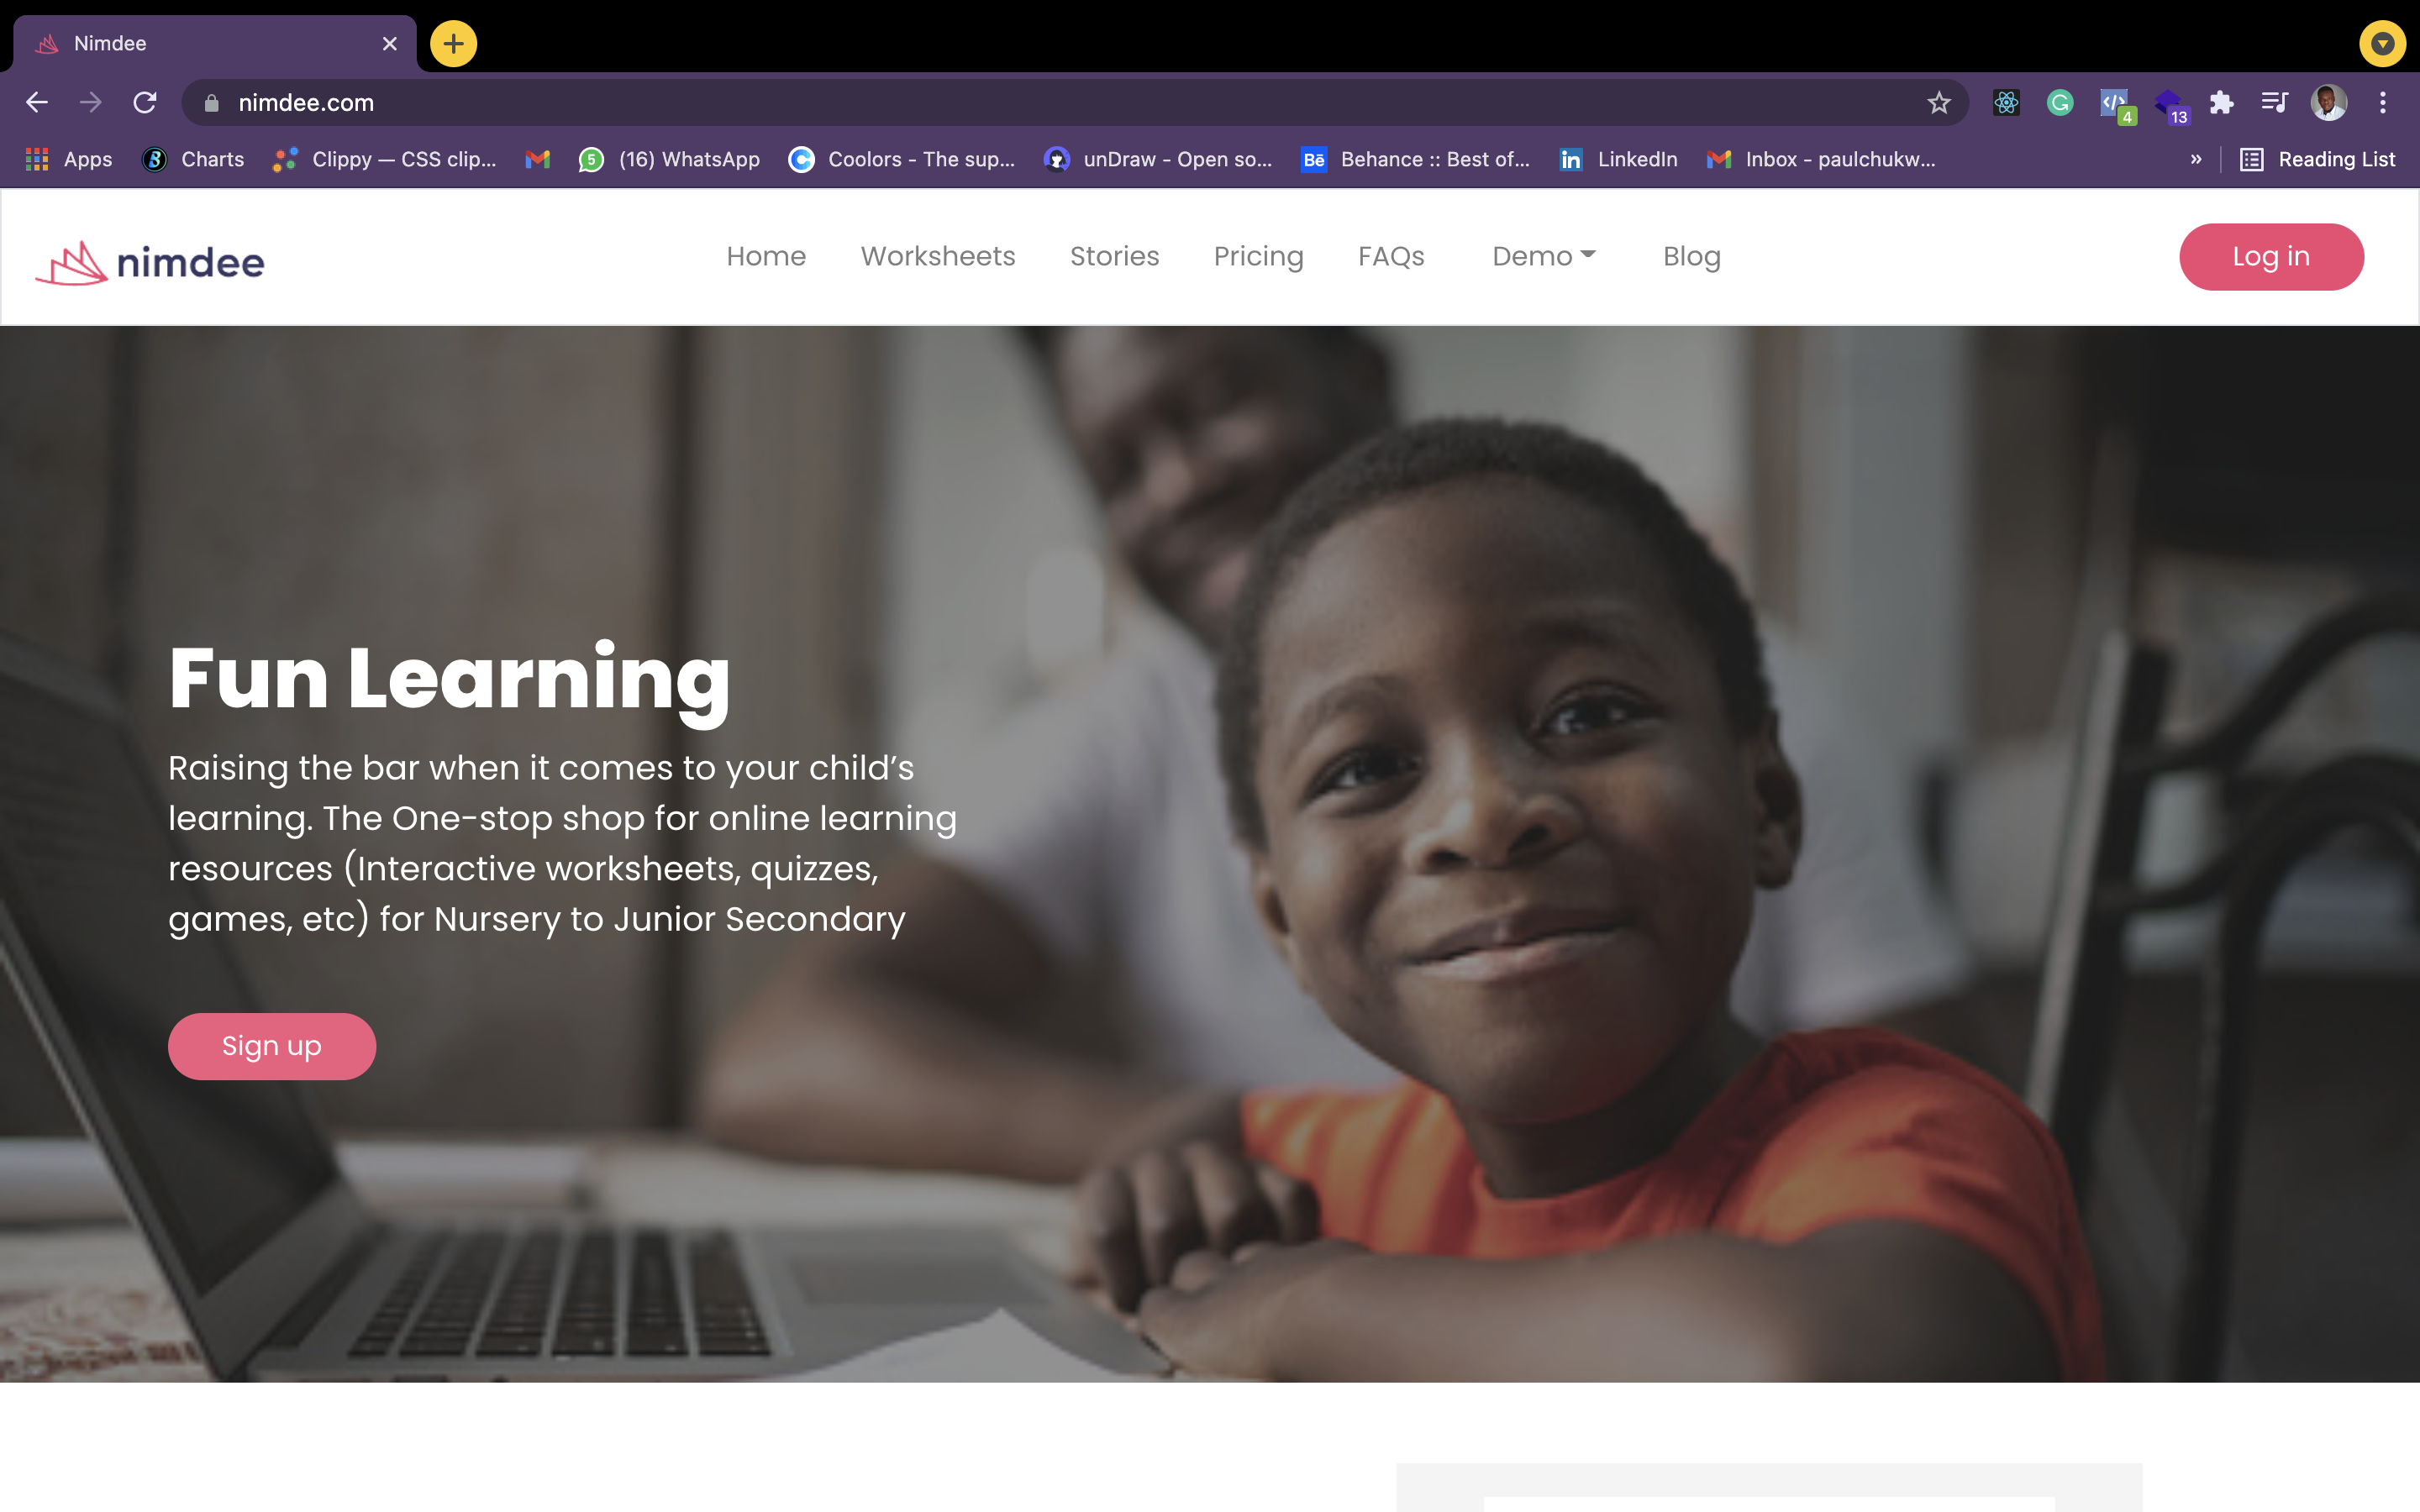 Nimdee
nimdee.com
4
13
Apps
Charts
Clippy — CSS clip...
5
(16) WhatsApp
Coolors - The sup...
unDraw - Open so...
Bē
Behance :: Best of...
in
LinkedIn
Inbox - paulchukw...
»
Reading List
nimdee
Home
Worksheets
Stories
Pricing
FAQs
Demo
Blog
Log in
Fun Learning
Raising the bar when it comes to your child’s
learning. The One-stop shop for online learning
resources (Interactive worksheets, quizzes,
games, etc) for Nursery to Junior Secondary
Sign up